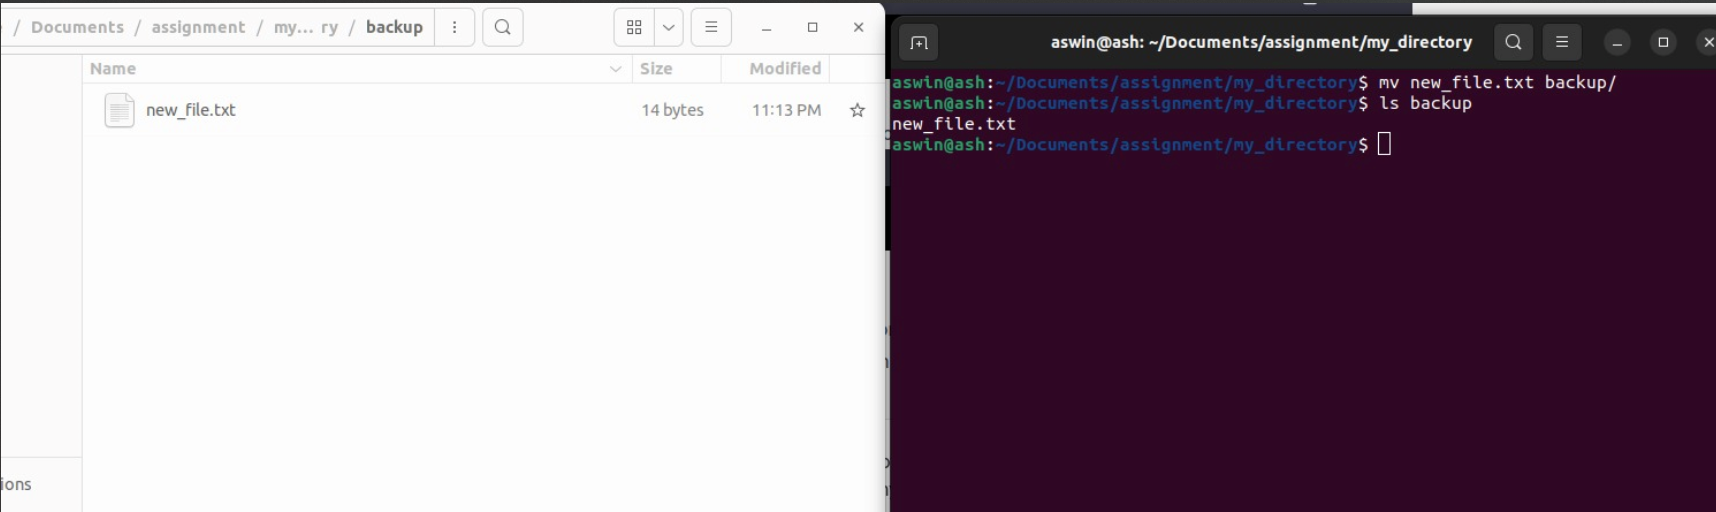 / Documents / assignment / my... ry / backup
Name Size Modified
new_file.txt 14 bytes 11:13 PM
ions
aswin@ash: ~/Documents/assignment/my_directory
aswin@ash:~/Documents/assignment/my_directory$ mv new_file.txt backup/
aswin@ash:~/Documents/assignment/my_directory$ ls backup
new_file.txt
aswin@ash:~/Documents/assignment/my_directory$